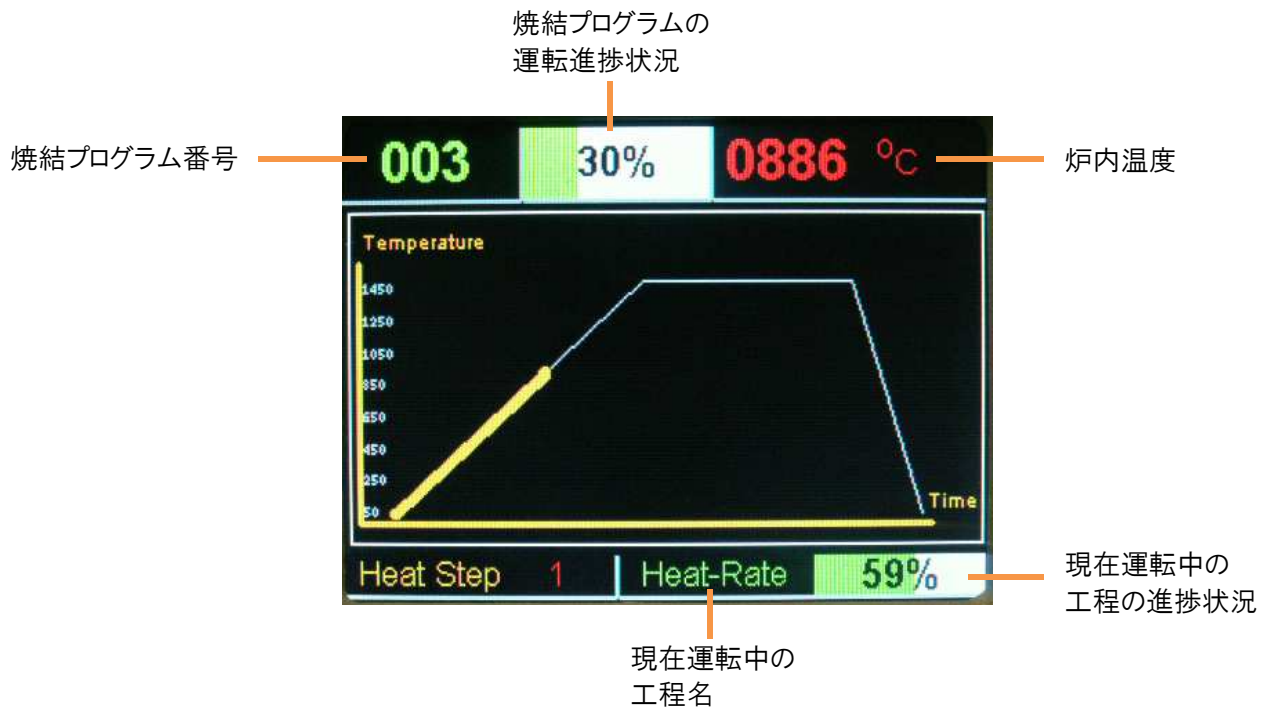 焼結プログラムの
運転進捗状況
焼結プログラム番号
003
30%
0886 °C
炉内温度
Temperature
1450
1250
1050
850
650
450
250
50
Time
Heat Step 1
Heat-Rate
59%
現在運転中の
工程の進捗状況
現在運転中の
工程名